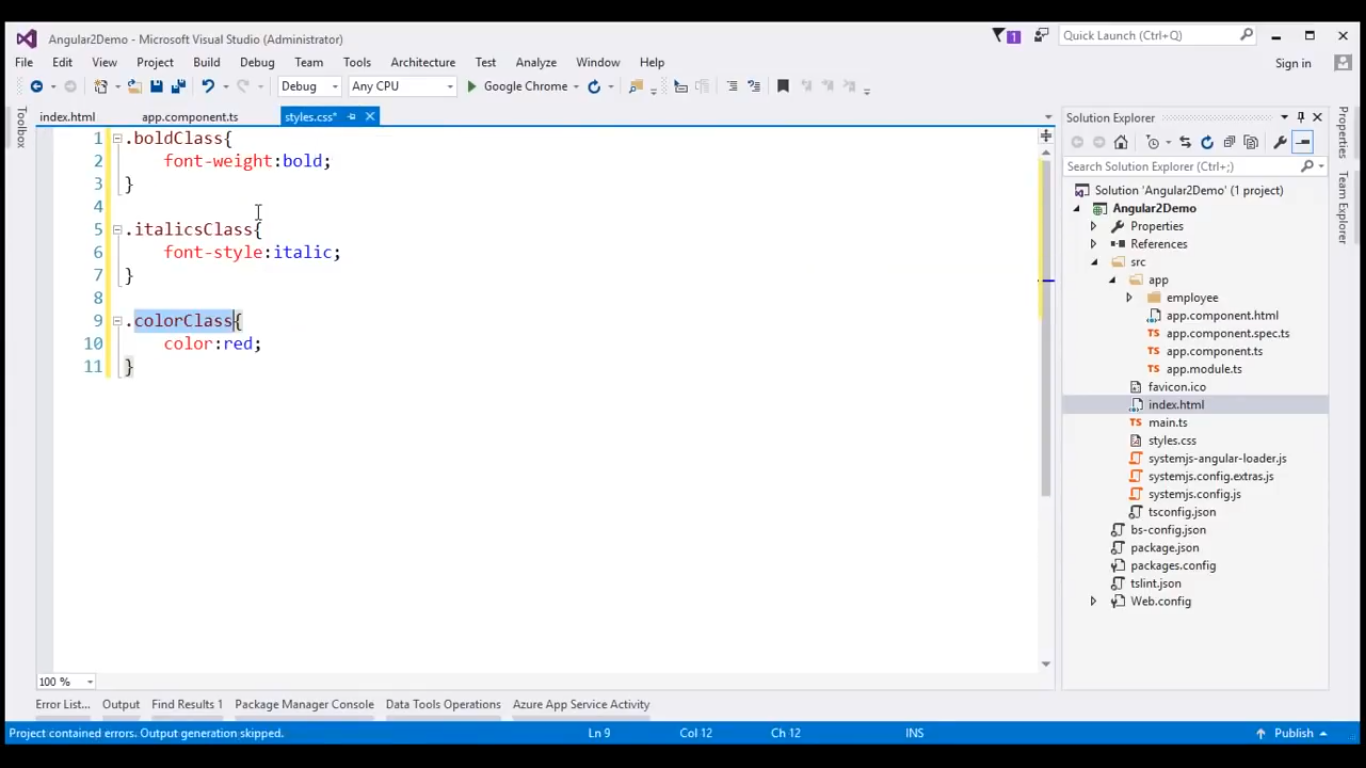 Angular2Demo - Microsoft Visual Studio (Administrator)
1
Quick Launch (Ctrl+Q)
File Edit View Project Build Debug Team Tools Architecture Test Analyze Window Help
Sign in
Debug Any CPU Google Chrome
Toolbox
index.html app.component.ts styles.css*
1 .boldClass{
2 font-weight:bold;
3 }
4
5 .italicsClass{
6 font-style:italic;
7 }
8
9 .colorClass{
10 color:red;
11 }
100 %
Solution Explorer
Search Solution Explorer (Ctrl+;)
Solution 'Angular2Demo' (1 project)
Angular2Demo
Properties
References
src
app
employee
app.component.html
TS app.component.spec.ts
TS app.component.ts
TS app.module.ts
favicon.ico
index.html
TS main.ts
styles.css
systemjs-angular-loader.js
systemjs.config.extras.js
systemjs.config.js
tsconfig.json
bs-config.json
package.json
packages.config
tslint.json
Web.config
Properties
Team Explorer
Error List... Output Find Results 1 Package Manager Console Data Tools Operations Azure App Service Activity
Project contained errors. Output generation skipped. Ln 9 Col 12 Ch 12 INS Publish